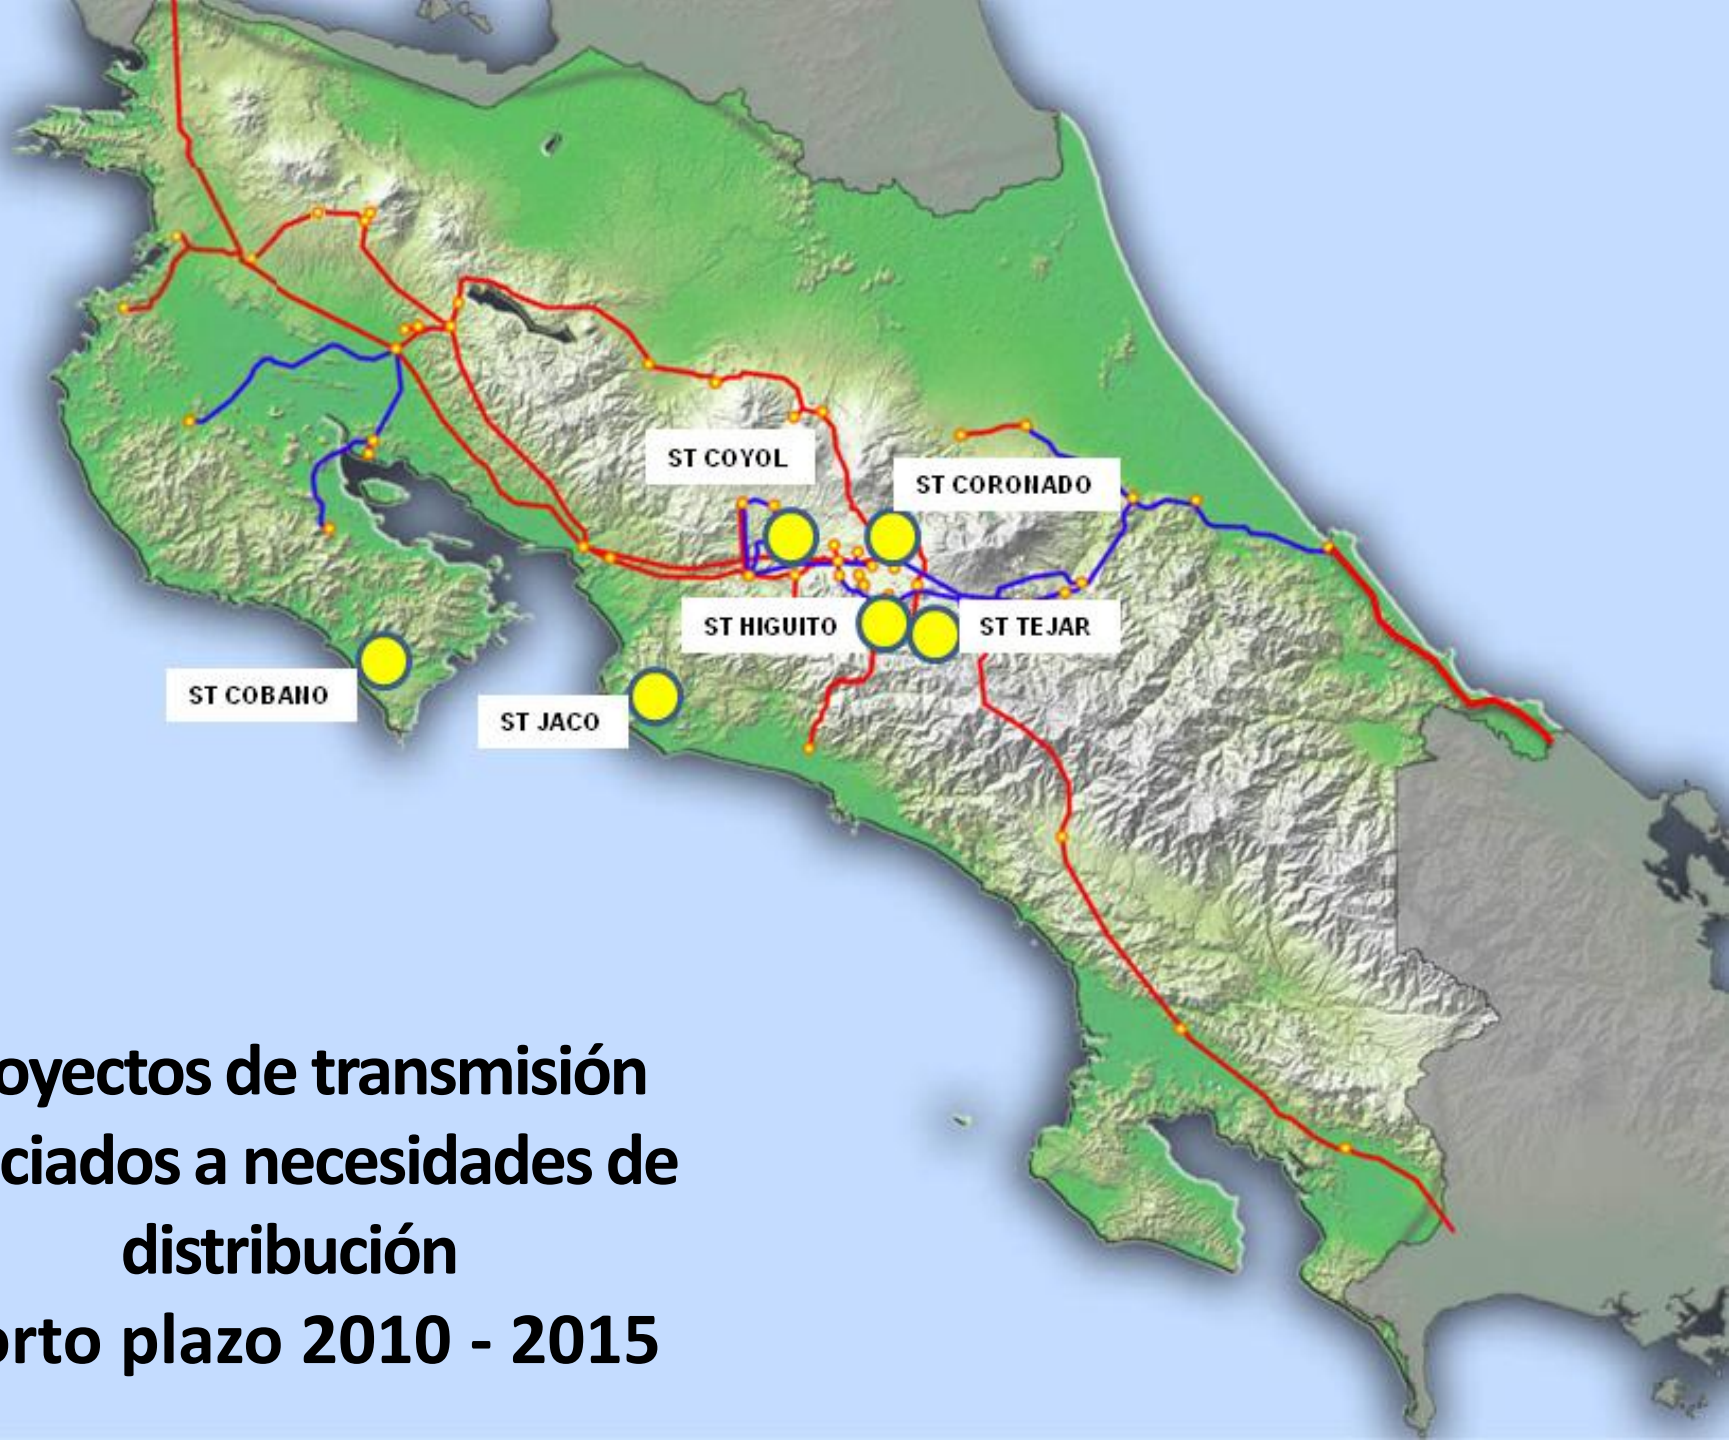 ST COYOL
ST CORONADO
ST HIGUITO
ST TEJAR
ST COBANO
ST JACO
oyectos de transmisión
ciados a necesidades de
distribución
orto plazo 2010 - 2015